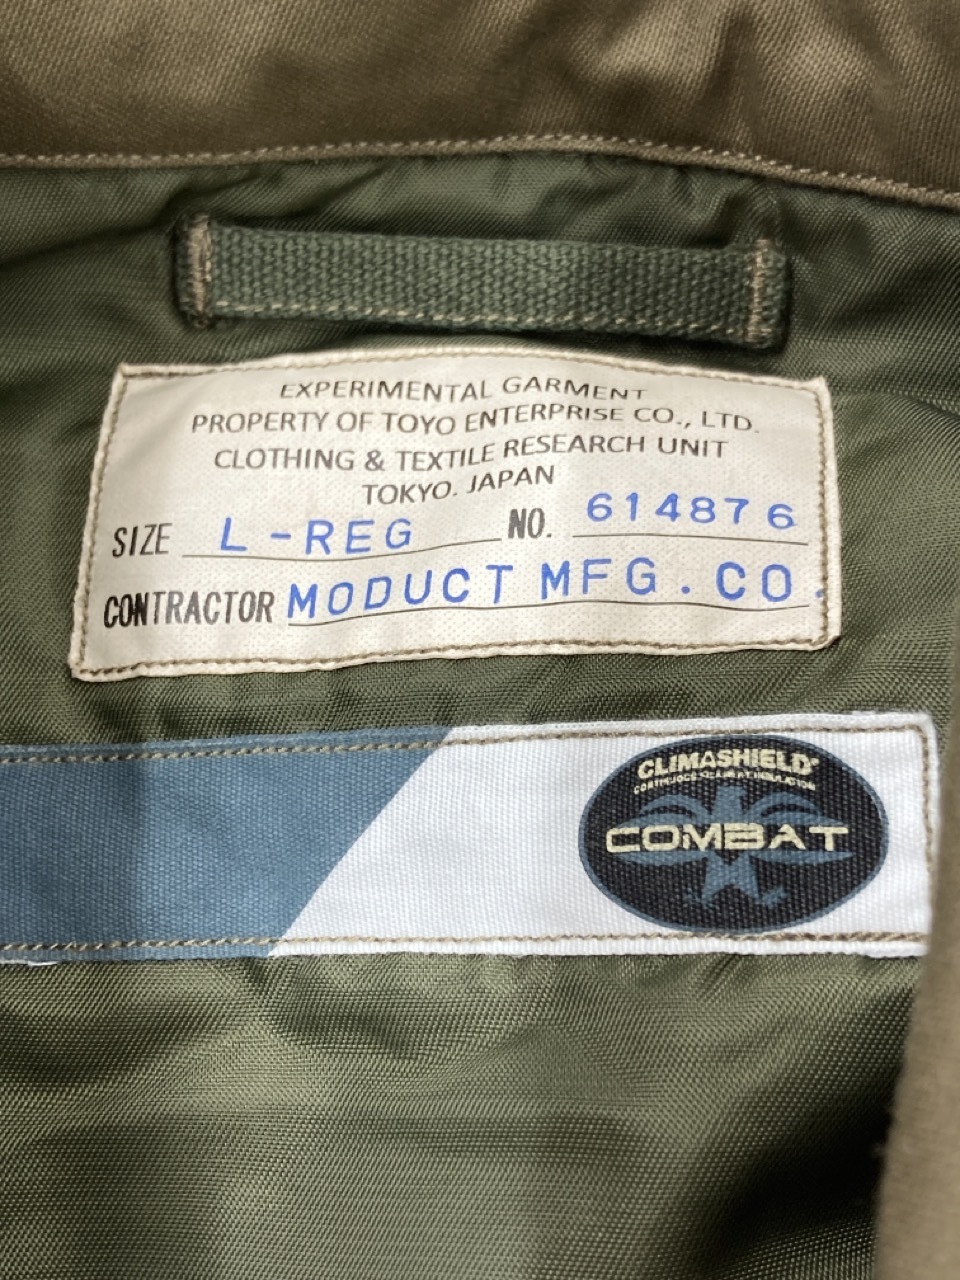 EXPERIMENTAL GARMENT
PROPERTY OF TOYO ENTERPRISE CO., LTD.
CLOTHING & TEXTILE RESEARCH UNIT
TOKYO. JAPAN
SIZE L-REG NO. 614876
CONTRACTOR MODUCT MFG. CO.
CLIMASHIELD®
COMBAT